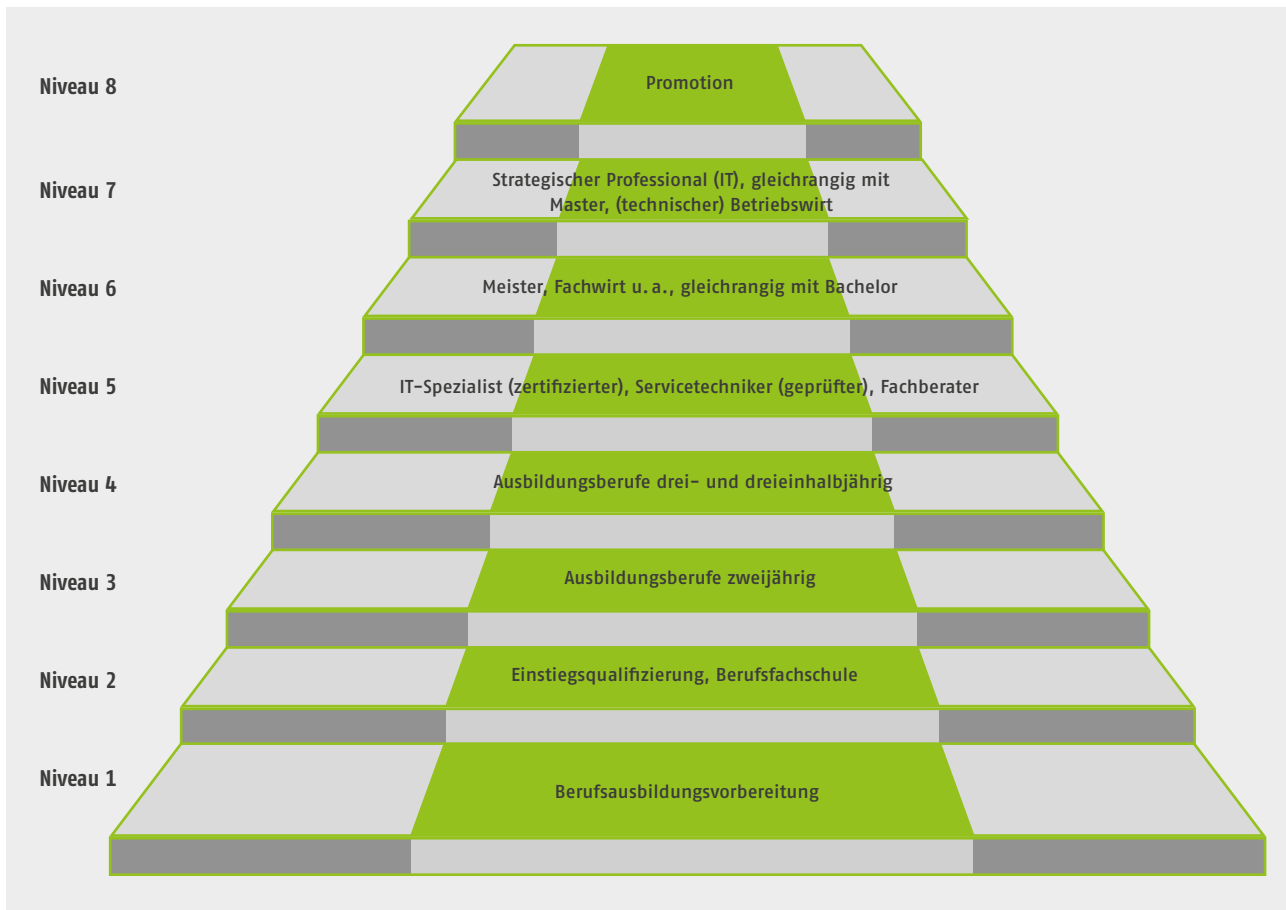 Niveau 8
Promotion
Niveau 7
Strategischer Professional (IT), gleichrangig mit
Master, (technischer) Betriebswirt
Niveau 6
Meister, Fachwirt u. a., gleichrangig mit Bachelor
Niveau 5
IT-Spezialist (zertifizierter), Servicetechniker (geprüfter), Fachberater
Niveau 4
Ausbildungsberufe drei- und dreieinhalbjährig
Niveau 3
Ausbildungsberufe zweijährig
Niveau 2
Einstiegsqualifizierung, Berufsfachschule
Niveau 1
Berufsausbildungsvorbereitung